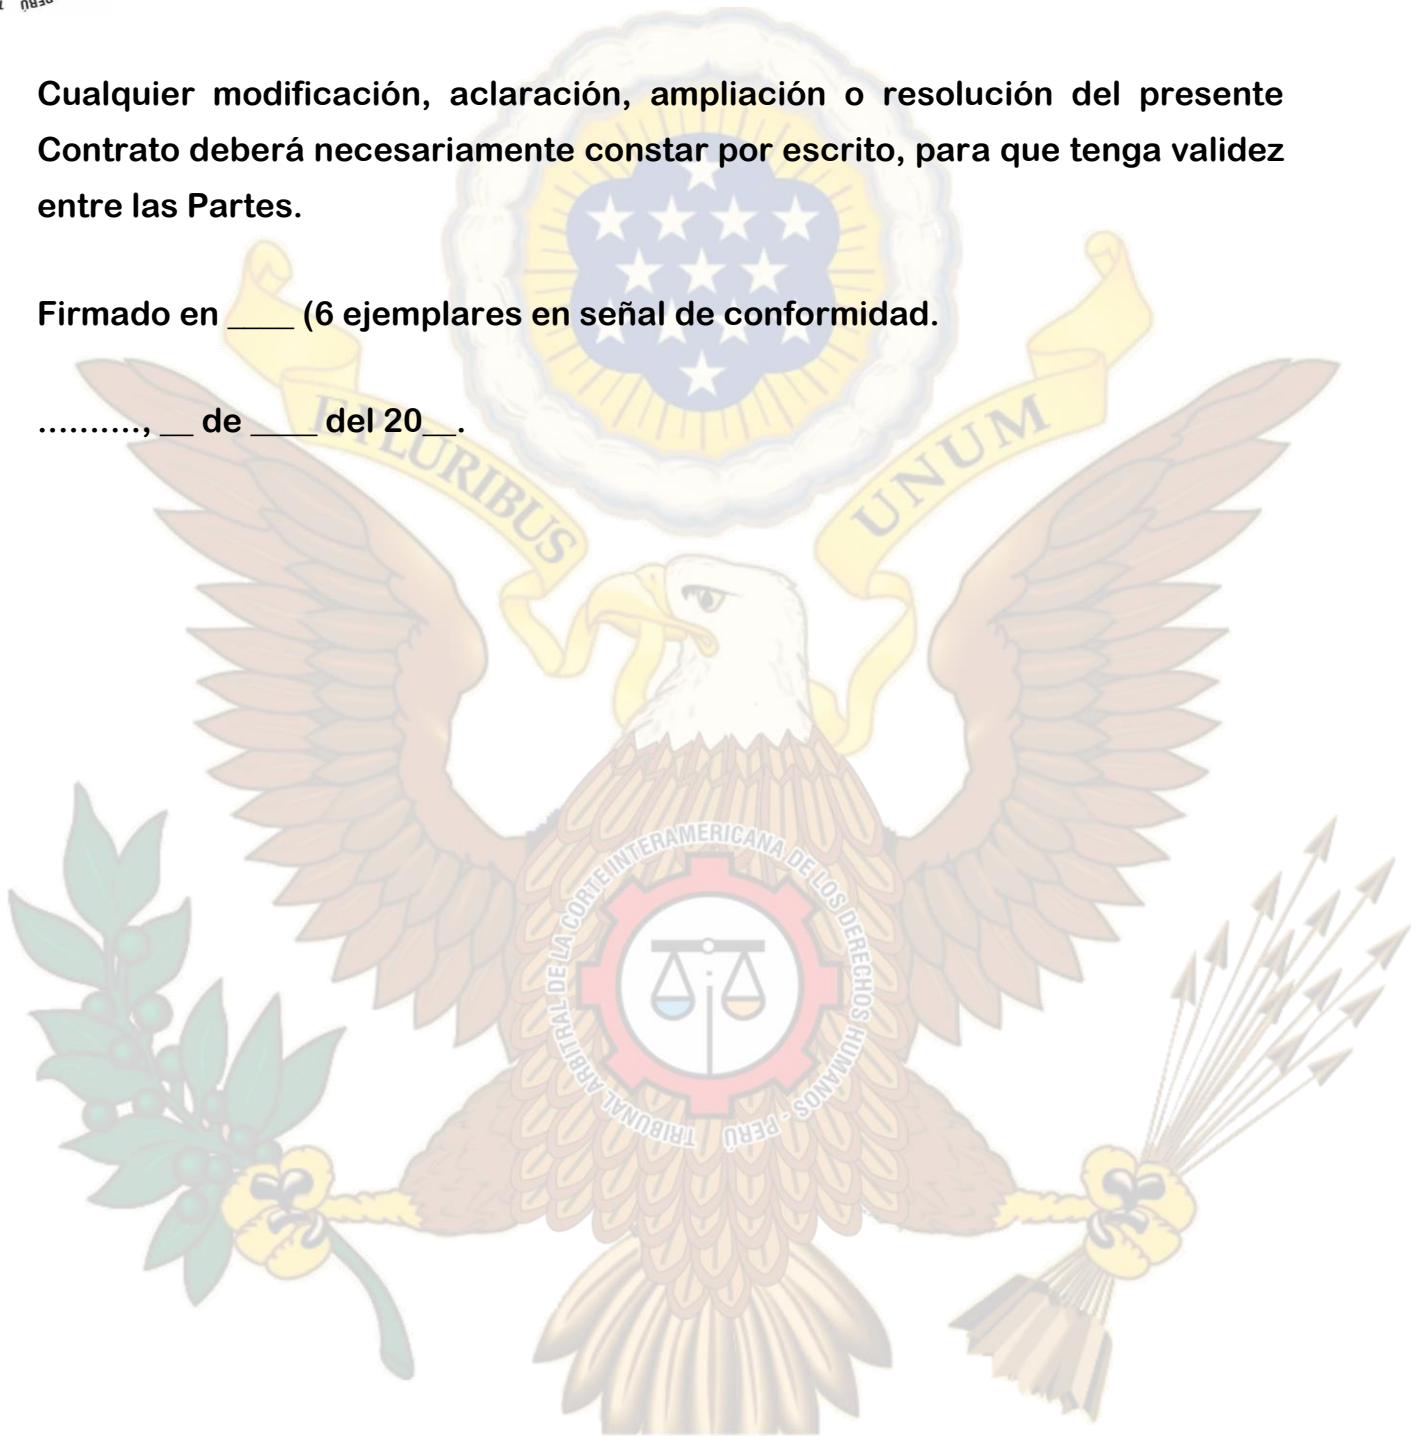 PERÚ
Cualquier modificación, aclaración, ampliación o resolución del presente
Contrato deberá necesariamente constar por escrito, para que tenga validez
entre las Partes.
Firmado en ____ (6 ejemplares en señal de conformidad.
.........., __ de ____ del 20__.
E PLURIBUS
UNUM
TRIBUNAL ARBITRAL DE LA CORTE INTERAMERICANA DE LOS DERECHOS HUMANOS - PERÚ